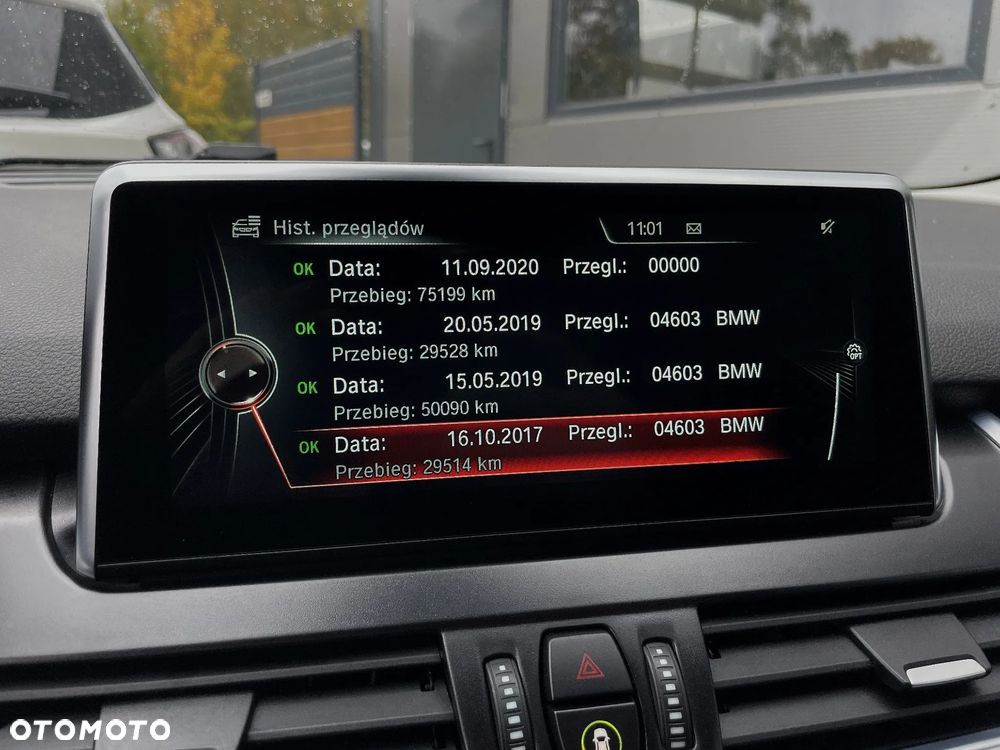 Hist. przeglądów 11:01
OK Data: 11.09.2020 Przegl.: 00000
Przebieg: 75199 km
OK Data: 20.05.2019 Przegl.: 04603 BMW
Przebieg: 29528 km
OPT
OK Data: 15.05.2019 Przegl.: 04603 BMW
Przebieg: 50090 km
OK Data: 16.10.2017 Przegl.: 04603 BMW
Przebieg: 29514 km
OTOMOTO